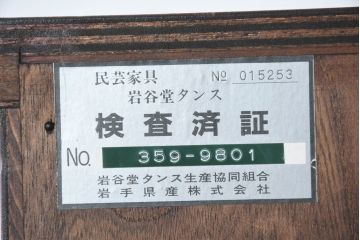 民芸家具 № 015253
岩谷堂タンス
検査済証
No. 359-9801
岩谷堂タンス生産協同組合
岩手県産株式会社